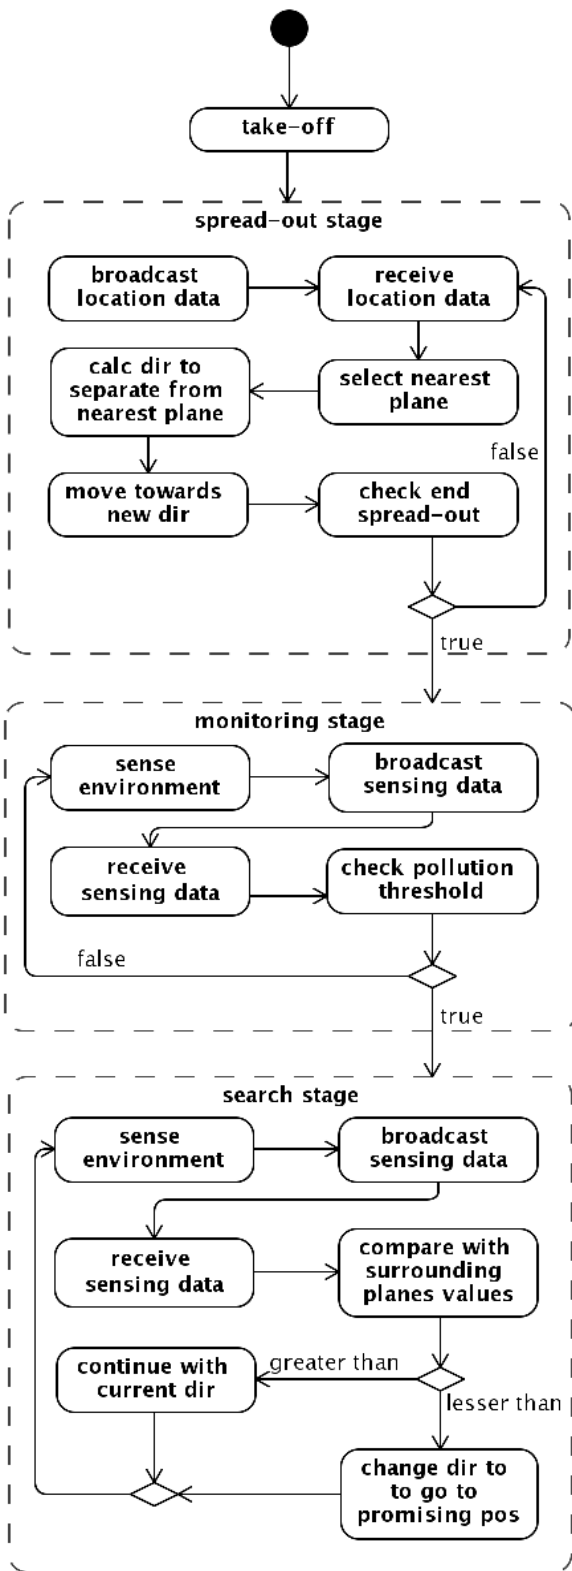 take-off
spread-out stage
broadcast
location data
receive
location data
calc dir to
separate from
nearest plane
select nearest
plane
false
move towards
new dir
check end
spread-out
true
monitoring stage
sense
environment
broadcast
sensing data
receive
sensing data
check pollution
threshold
false
true
search stage
sense
environment
broadcast
sensing data
receive
sensing data
compare with
surrounding
planes values
continue with
current dir
greater than
lesser than
change dir to
to go to
promising pos